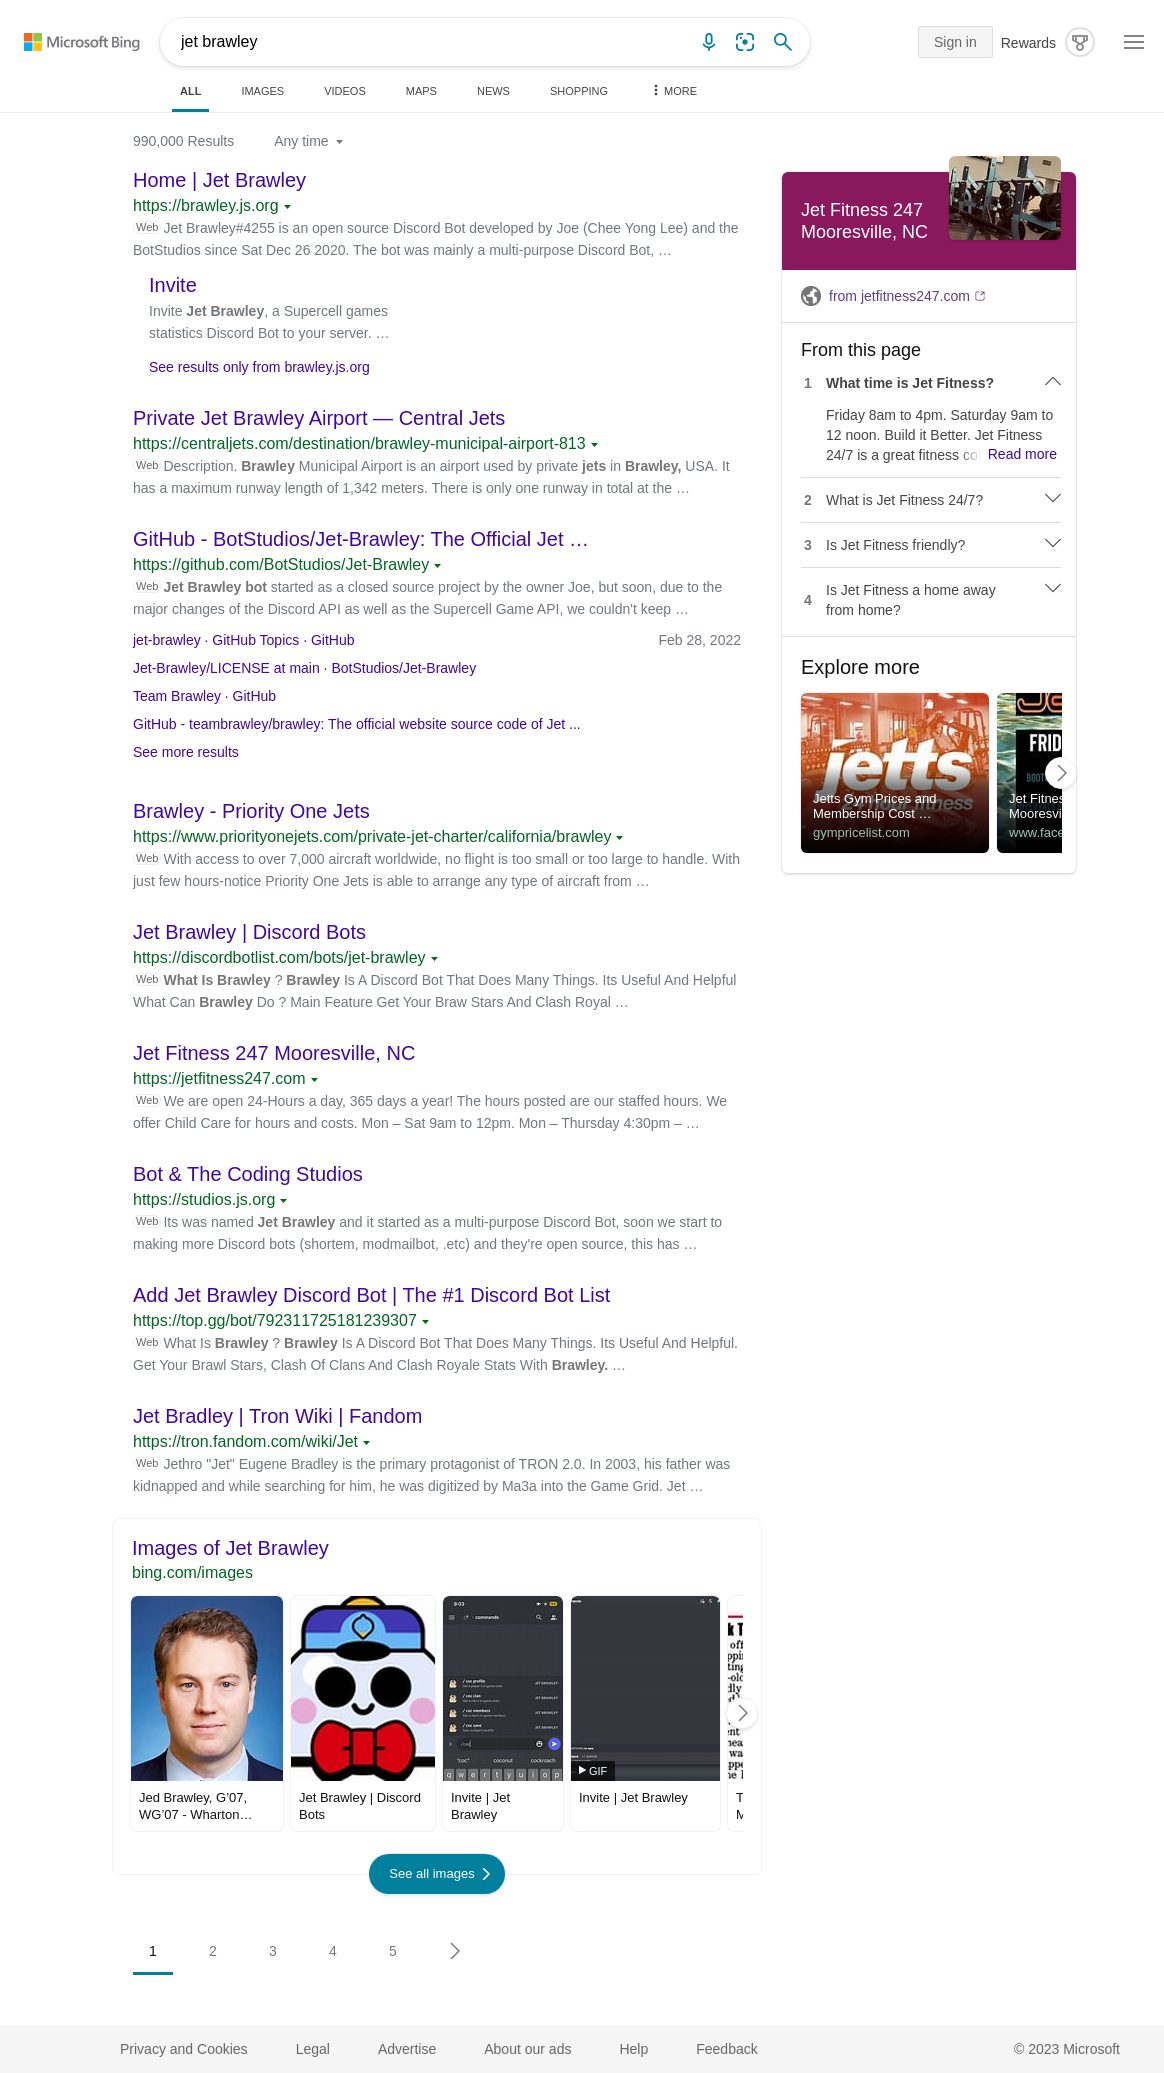 Microsoft Bing
jet brawley
Sign in
Rewards
ALL
IMAGES
VIDEOS
MAPS
NEWS
SHOPPING
MORE
990,000 Results
Any time
Home | Jet Brawley
https://brawley.js.org
Web Jet Brawley#4255 is an open source Discord Bot developed by Joe (Chee Yong Lee) and the
BotStudios since Sat Dec 26 2020. The bot was mainly a multi-purpose Discord Bot, …
Invite
Invite Jet Brawley, a Supercell games
statistics Discord Bot to your server. …
See results only from brawley.js.org
Private Jet Brawley Airport — Central Jets
https://centraljets.com/destination/brawley-municipal-airport-813
Web Description. Brawley Municipal Airport is an airport used by private jets in Brawley, USA. It
has a maximum runway length of 1,342 meters. There is only one runway in total at the …
GitHub - BotStudios/Jet-Brawley: The Official Jet …
https://github.com/BotStudios/Jet-Brawley
Web Jet Brawley bot started as a closed source project by the owner Joe, but soon, due to the
major changes of the Discord API as well as the Supercell Game API, we couldn't keep …
jet-brawley · GitHub Topics · GitHub
Feb 28, 2022
Jet-Brawley/LICENSE at main · BotStudios/Jet-Brawley
Team Brawley · GitHub
GitHub - teambrawley/brawley: The official website source code of Jet ...
See more results
Brawley - Priority One Jets
https://www.priorityonejets.com/private-jet-charter/california/brawley
Web With access to over 7,000 aircraft worldwide, no flight is too small or too large to handle. With
just few hours-notice Priority One Jets is able to arrange any type of aircraft from …
Jet Brawley | Discord Bots
https://discordbotlist.com/bots/jet-brawley
Web What Is Brawley ? Brawley Is A Discord Bot That Does Many Things. Its Useful And Helpful
What Can Brawley Do ? Main Feature Get Your Braw Stars And Clash Royal …
Jet Fitness 247 Mooresville, NC
https://jetfitness247.com
Web We are open 24-Hours a day, 365 days a year! The hours posted are our staffed hours. We
offer Child Care for hours and costs. Mon – Sat 9am to 12pm. Mon – Thursday 4:30pm – …
Bot & The Coding Studios
https://studios.js.org
Web Its was named Jet Brawley and it started as a multi-purpose Discord Bot, soon we start to
making more Discord bots (shortem, modmailbot, .etc) and they're open source, this has …
Add Jet Brawley Discord Bot | The #1 Discord Bot List
https://top.gg/bot/792311725181239307
Web What Is Brawley ? Brawley Is A Discord Bot That Does Many Things. Its Useful And Helpful.
Get Your Brawl Stars, Clash Of Clans And Clash Royale Stats With Brawley. …
Jet Bradley | Tron Wiki | Fandom
https://tron.fandom.com/wiki/Jet
Web Jethro "Jet" Eugene Bradley is the primary protagonist of TRON 2.0. In 2003, his father was
kidnapped and while searching for him, he was digitized by Ma3a into the Game Grid. Jet …
Images of Jet Brawley
bing.com/images
9:03
commands
/ coc profile
/ coc clan
/ coc members
/ coc save
JET BRAWLEY
JET BRAWLEY
JET BRAWLEY
JET BRAWLEY
"coc" coconut cockroach
q w e r t y u i o p
GIF
Jed Brawley, G'07,
WG'07 - Wharton…
Jet Brawley | Discord
Bots
Invite | Jet
Brawley
Invite | Jet Brawley
See all images
1
2
3
4
5
Jet Fitness 247
Mooresville, NC
from jetfitness247.com
From this page
1 What time is Jet Fitness?
Friday 8am to 4pm. Saturday 9am to
12 noon. Build it Better. Jet Fitness
24/7 is a great fitness co Read more
2 What is Jet Fitness 24/7?
3 Is Jet Fitness friendly?
4 Is Jet Fitness a home away
from home?
Explore more
jetts
24 hour fitness
Jetts Gym Prices and
Membership Cost …
gympricelist.com
FRID
BOOT
Jet Fitnes
Mooresvi
www.face
Privacy and Cookies
Legal
Advertise
About our ads
Help
Feedback
© 2023 Microsoft